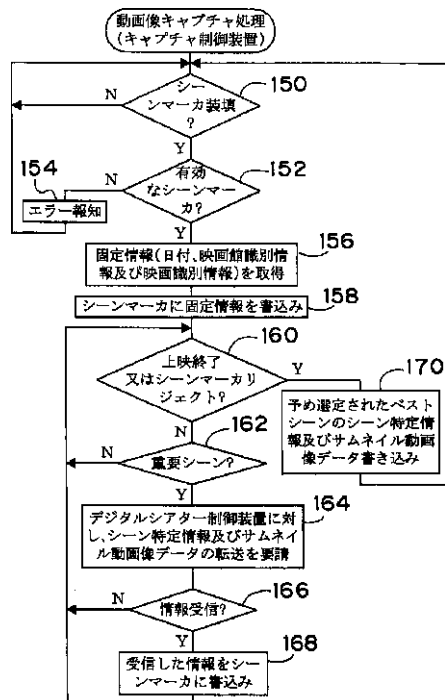 動画像キャプチャ処理
(キャプチャ制御装置)
150
シー
ンマーカ装填
?
N
Y
152
154
N
有効
なシーンマー
カ?
エラー報知
Y
156
固定情報(日付、映画館識別情
報及び映画識別情報)を取得
158
シーンマーカに固定情報を書込み
160
上映終了
又はシーンマーカリ
ジェクト?
Y
170
予め選定されたベスト
シーンのシーン特定情
報及びサムネイル動画
像データ書き込み
N
162
N
重要シーン?
Y
164
デジタルシアター制御装置に対
し、シーン特定情報及びサムネイ
ル動画像データの転送を要請
166
N
情報受信?
Y
168
受信した情報をシー
ンマーカに書込み